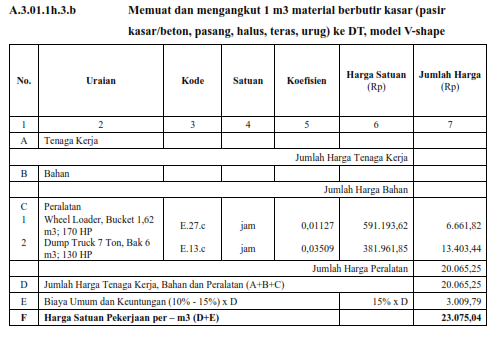 A.3.01.1h.3.b Memuat dan mengangkut 1 m3 material berbutir kasar (pasir
kasar/beton, pasang, halus, teras, urug) ke DT, model V-shape
No. Uraian Kode Satuan Koefisien Harga Satuan (Rp) Jumlah Harga (Rp)
1 2 3 4 5 6 7
A Tenaga Kerja
Jumlah Harga Tenaga Kerja
B Bahan
Jumlah Harga Bahan
C Peralatan
1 Wheel Loader, Bucket 1,62
m3; 170 HP E.27.c jam 0,01127 591.193,62 6.661,82
2 Dump Truck 7 Ton, Bak 6
m3; 130 HP E.13.c jam 0,03509 381.961,85 13.403,44
Jumlah Harga Peralatan 20.065,25
D Jumlah Harga Tenaga Kerja, Bahan dan Peralatan (A+B+C) 20.065,25
E Biaya Umum dan Keuntungan (10% - 15%) x D 15% x D 3.009,79
F Harga Satuan Pekerjaan per – m3 (D+E) 23.075,04